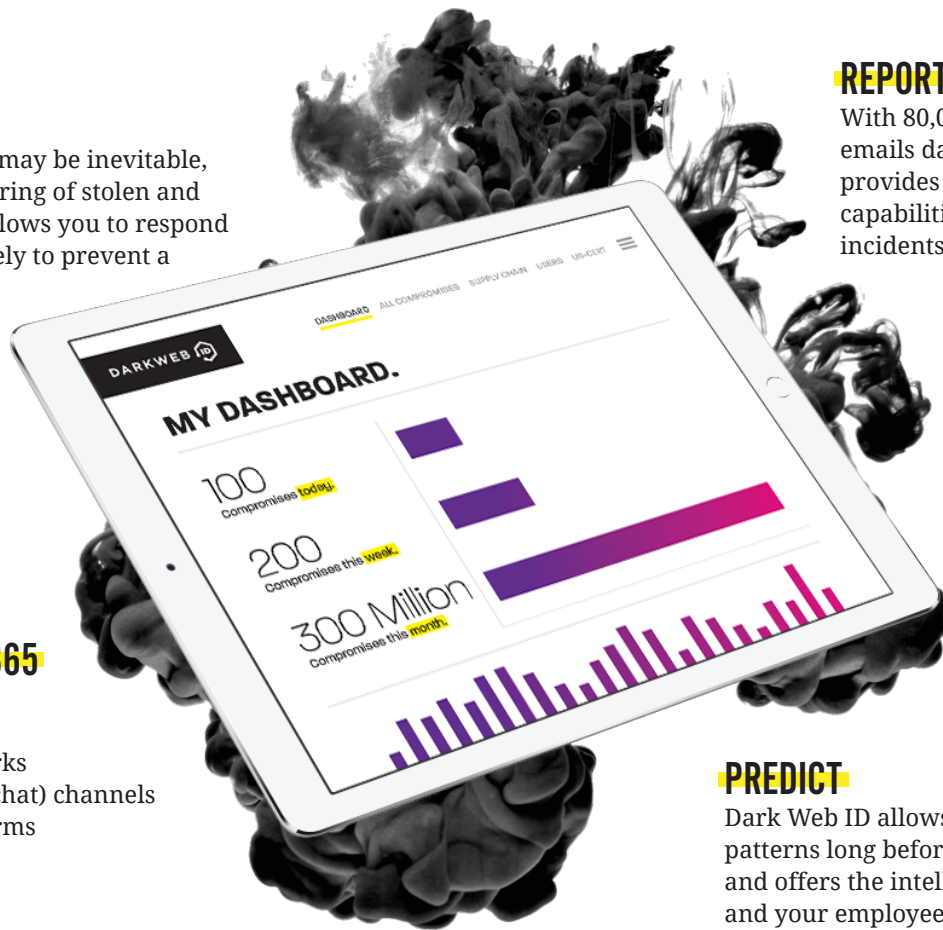 may be inevitable,
ring of stolen and
lows you to respond
ely to prevent a
REPORT
With 80,0
emails da
provides
capabiliti
incidents
DASHBOARD ALL COMPROMISES SUPPLY CHAIN USERS US-CERT
DARKWEB ID
MY DASHBOARD.
100
Compromises today.
200
Compromises this week.
300 Million
Compromises this month.
365
rks
chat) channels
rms
PREDICT
Dark Web ID allows
patterns long befor
and offers the intell
and your employee